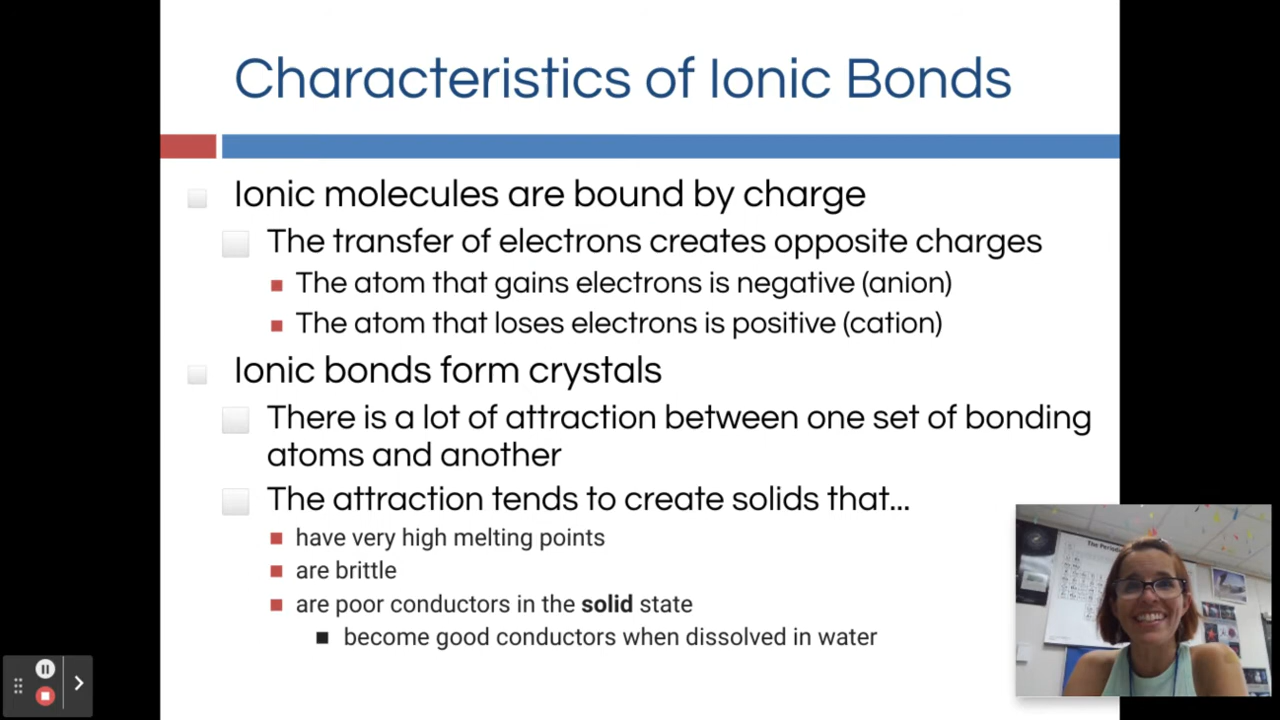 Characteristics of Ionic Bonds
Ionic molecules are bound by charge
The transfer of electrons creates opposite charges
The atom that gains electrons is negative (anion)
The atom that loses electrons is positive (cation)
Ionic bonds form crystals
There is a lot of attraction between one set of bonding
atoms and another
The attraction tends to create solids that...
have very high melting points
are brittle
are poor conductors in the solid state
become good conductors when dissolved in water
The Perio